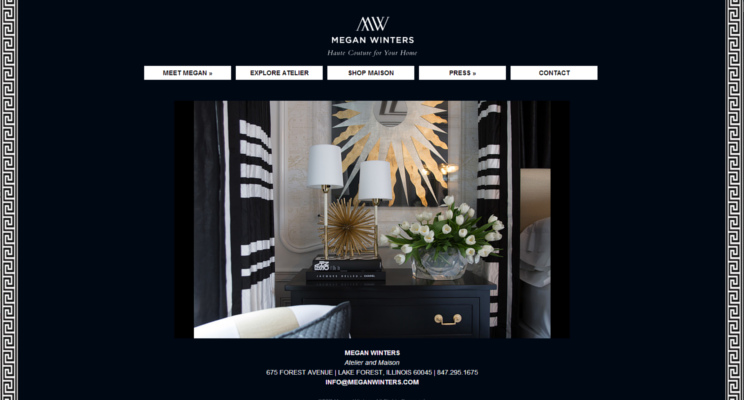 MW
MEGAN WINTERS
Haute Couture for Your Home
MEET MEGAN »
EXPLORE ATELIER
SHOP MAISON
PRESS »
CONTACT
MEGAN WINTERS
Atelier and Maison
675 FOREST AVENUE | LAKE FOREST, ILLINOIS 60045 | 847.295.1675
INFO@MEGANWINTERS.COM